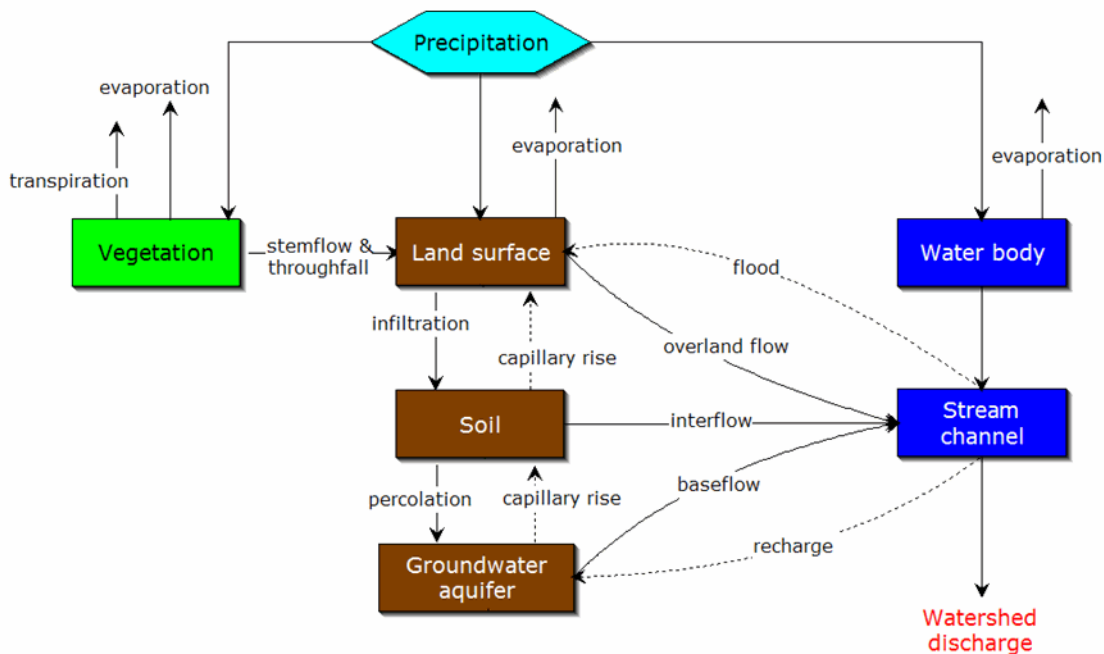 Precipitation
evaporation
transpiration
evaporation
evaporation
Vegetation
stemflow &
throughfall
Land surface
flood
Water body
infiltration
capillary rise
overland flow
Soil
interflow
Stream
channel
percolation
capillary rise
baseflow
recharge
Groundwater
aquifer
Watershed
discharge